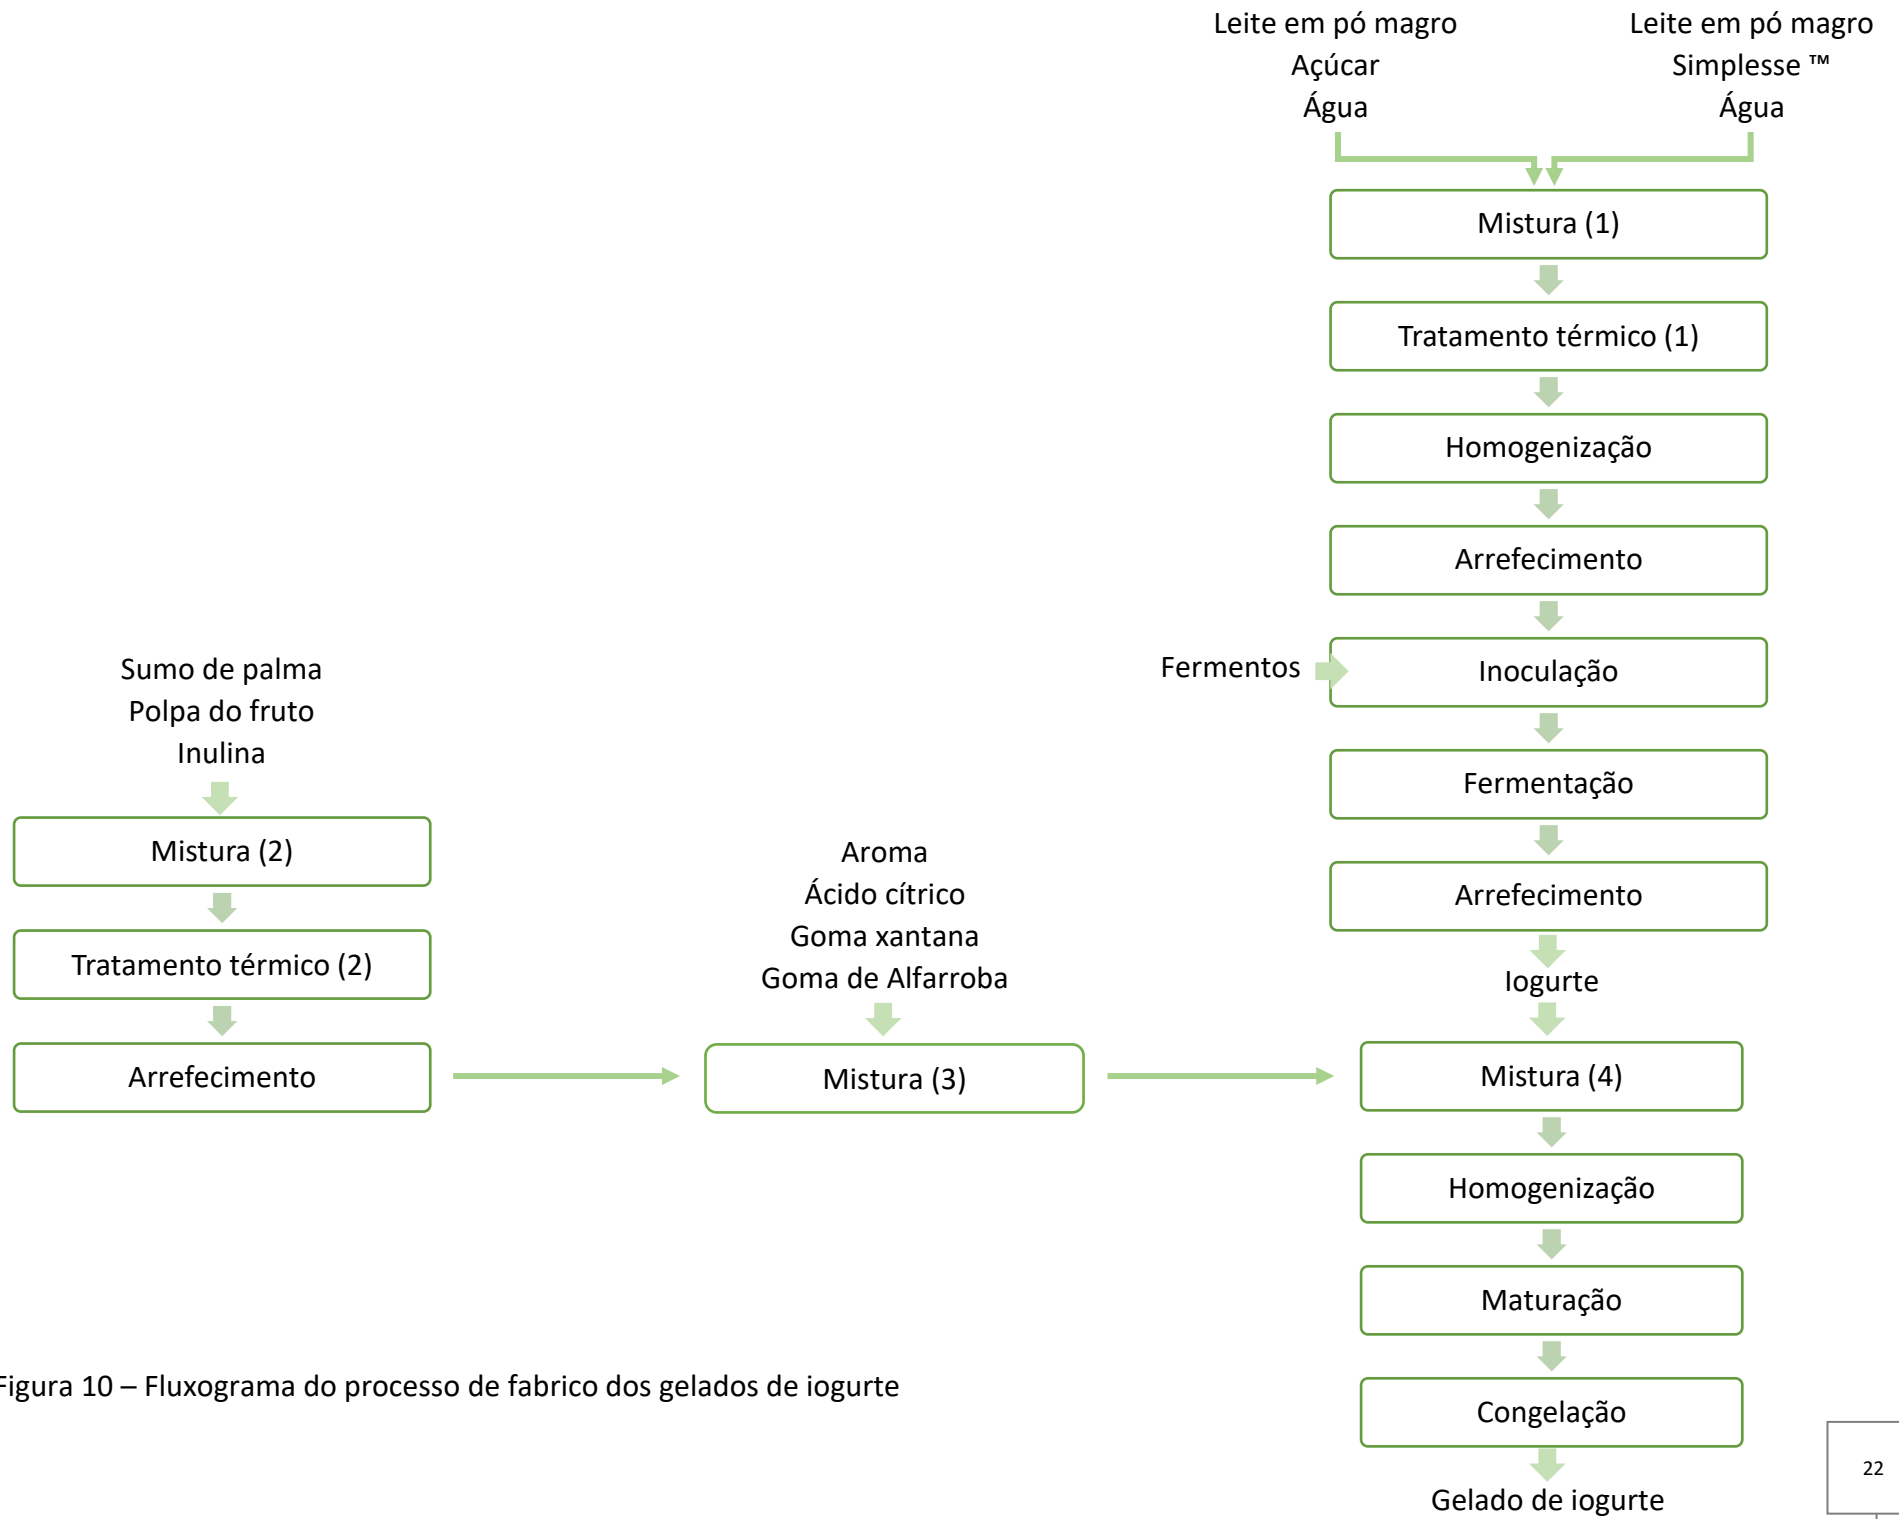 Leite em pó magro
Açúcar
Água
Leite em pó magro
Simplesse ™
Água
Mistura (1)
Tratamento térmico (1)
Homogenização
Arrefecimento
Fermentos
Inoculação
Fermentação
Arrefecimento
Iogurte
Sumo de palma
Polpa do fruto
Inulina
Mistura (2)
Tratamento térmico (2)
Arrefecimento
Aroma
Ácido cítrico
Goma xantana
Goma de Alfarroba
Mistura (3)
Mistura (4)
Homogenização
Maturação
Congelação
Gelado de iogurte
Figura 10 – Fluxograma do processo de fabrico dos gelados de iogurte
22